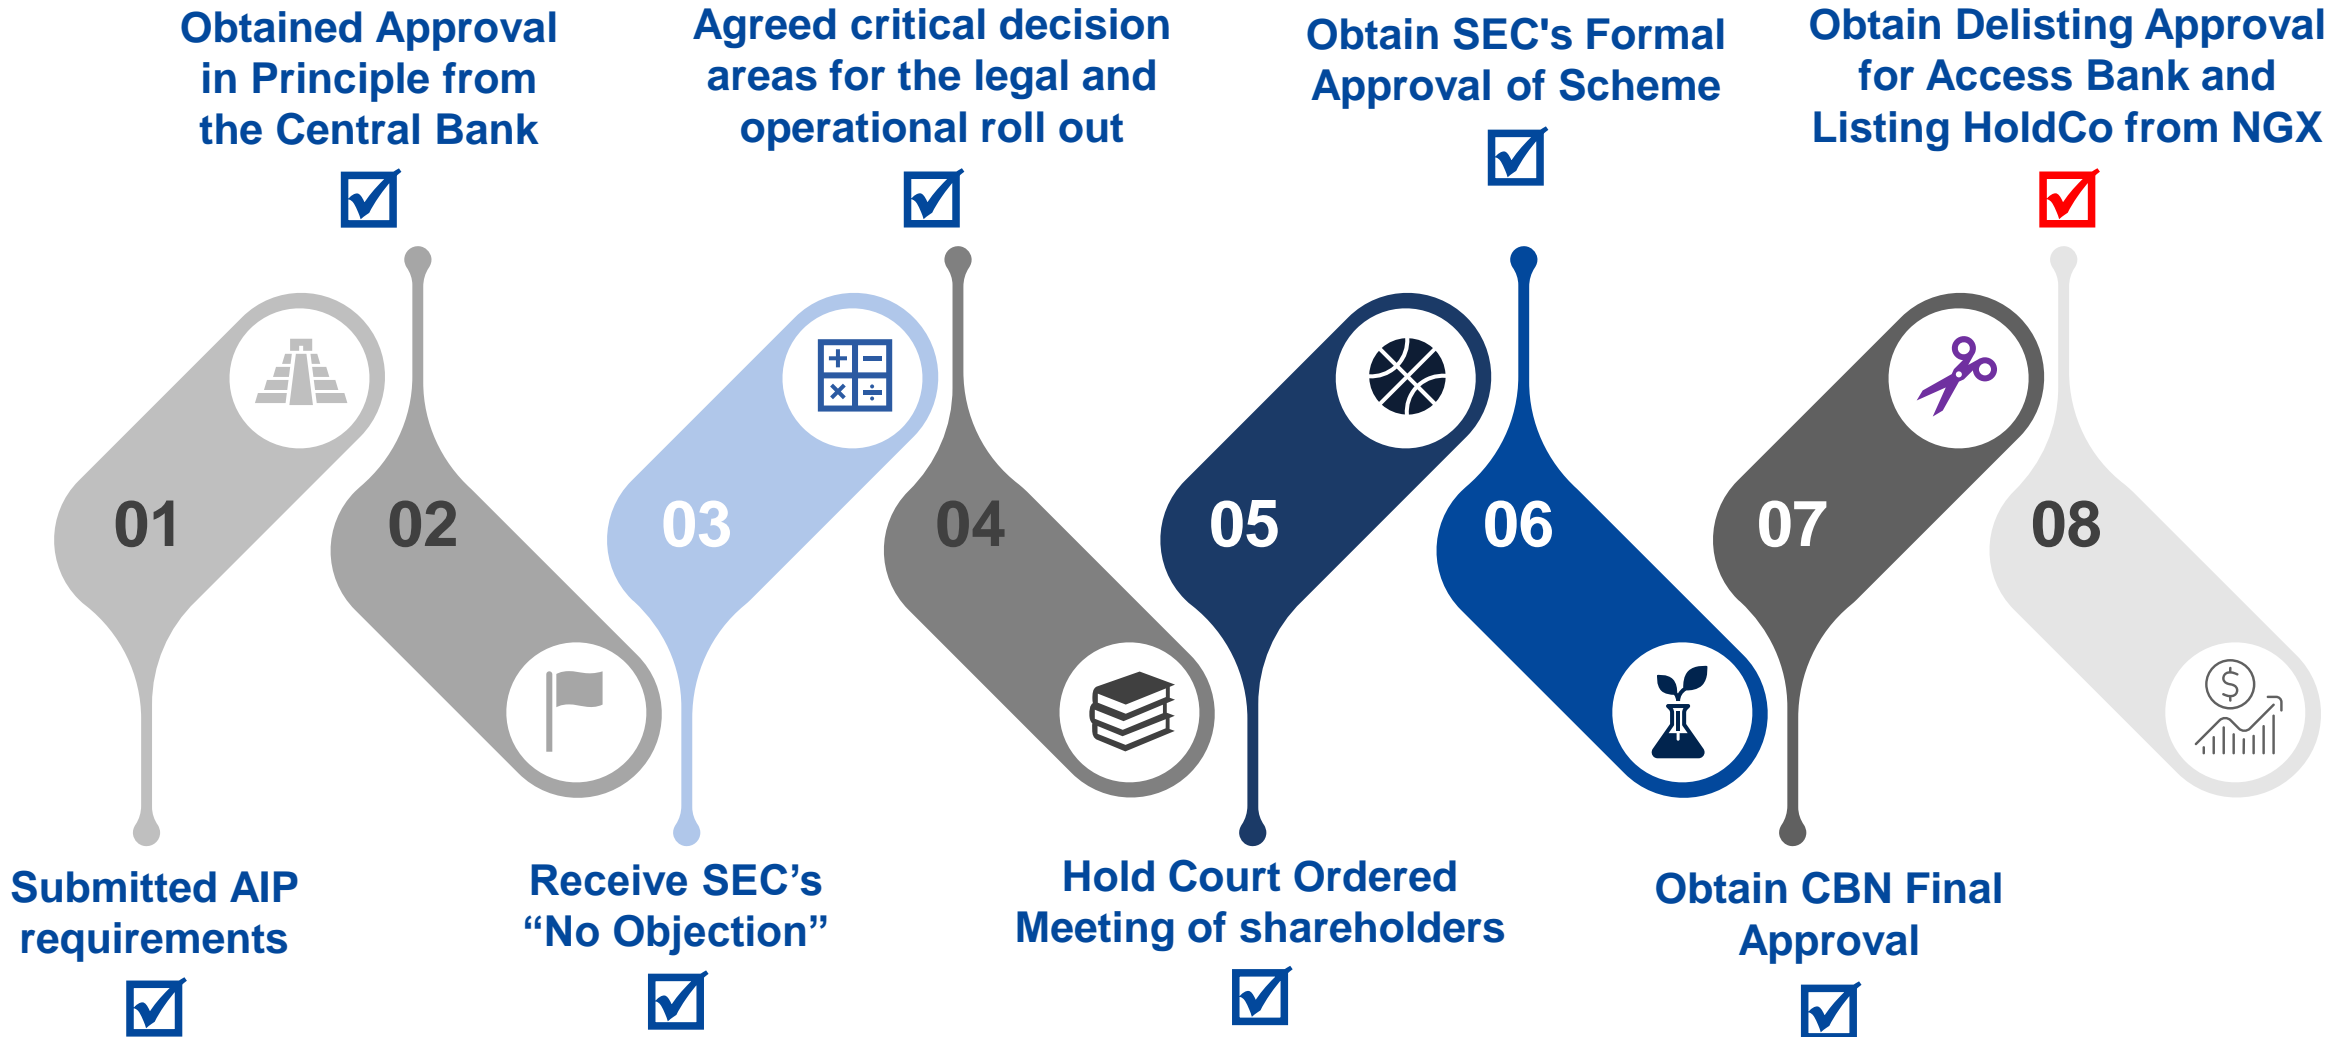 Obtained Approval
in Principle from
the Central Bank
Agreed critical decision
areas for the legal and
operational roll out
Obtain SEC's Formal
Approval of Scheme
Obtain Delisting Approval
for Access Bank and
Listing HoldCo from NGX
01
02
03
04
05
06
07
08
Submitted AIP
requirements
Receive SEC’s
“No Objection”
Hold Court Ordered
Meeting of shareholders
Obtain CBN Final
Approval